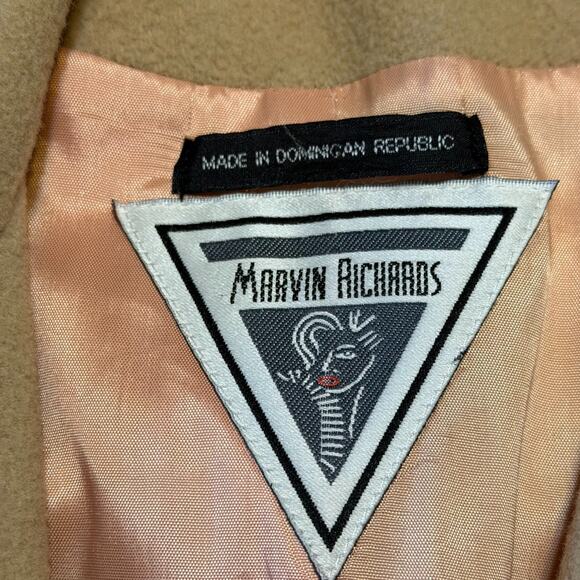 MADE IN DOMINICAN REPUBLIC
MARVIN RICHARDS